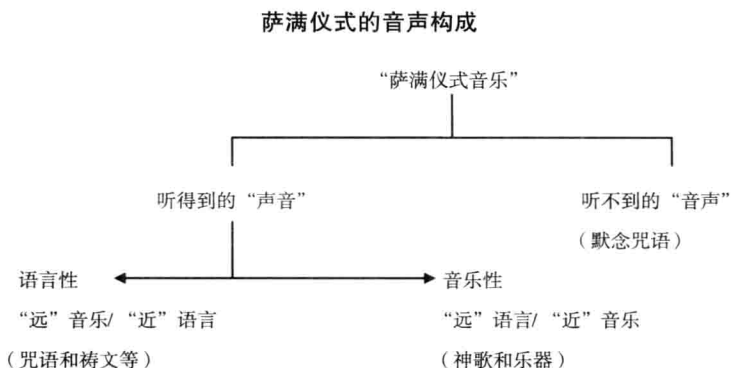 萨满仪式的音声构成
“萨满仪式音乐”
听得到的“声音”
听不到的“音声”
（默念咒语）
语言性
音乐性
“远”音乐/ “近”语言
“远”语言/ “近”音乐
（咒语和祷文等）
（神歌和乐器）